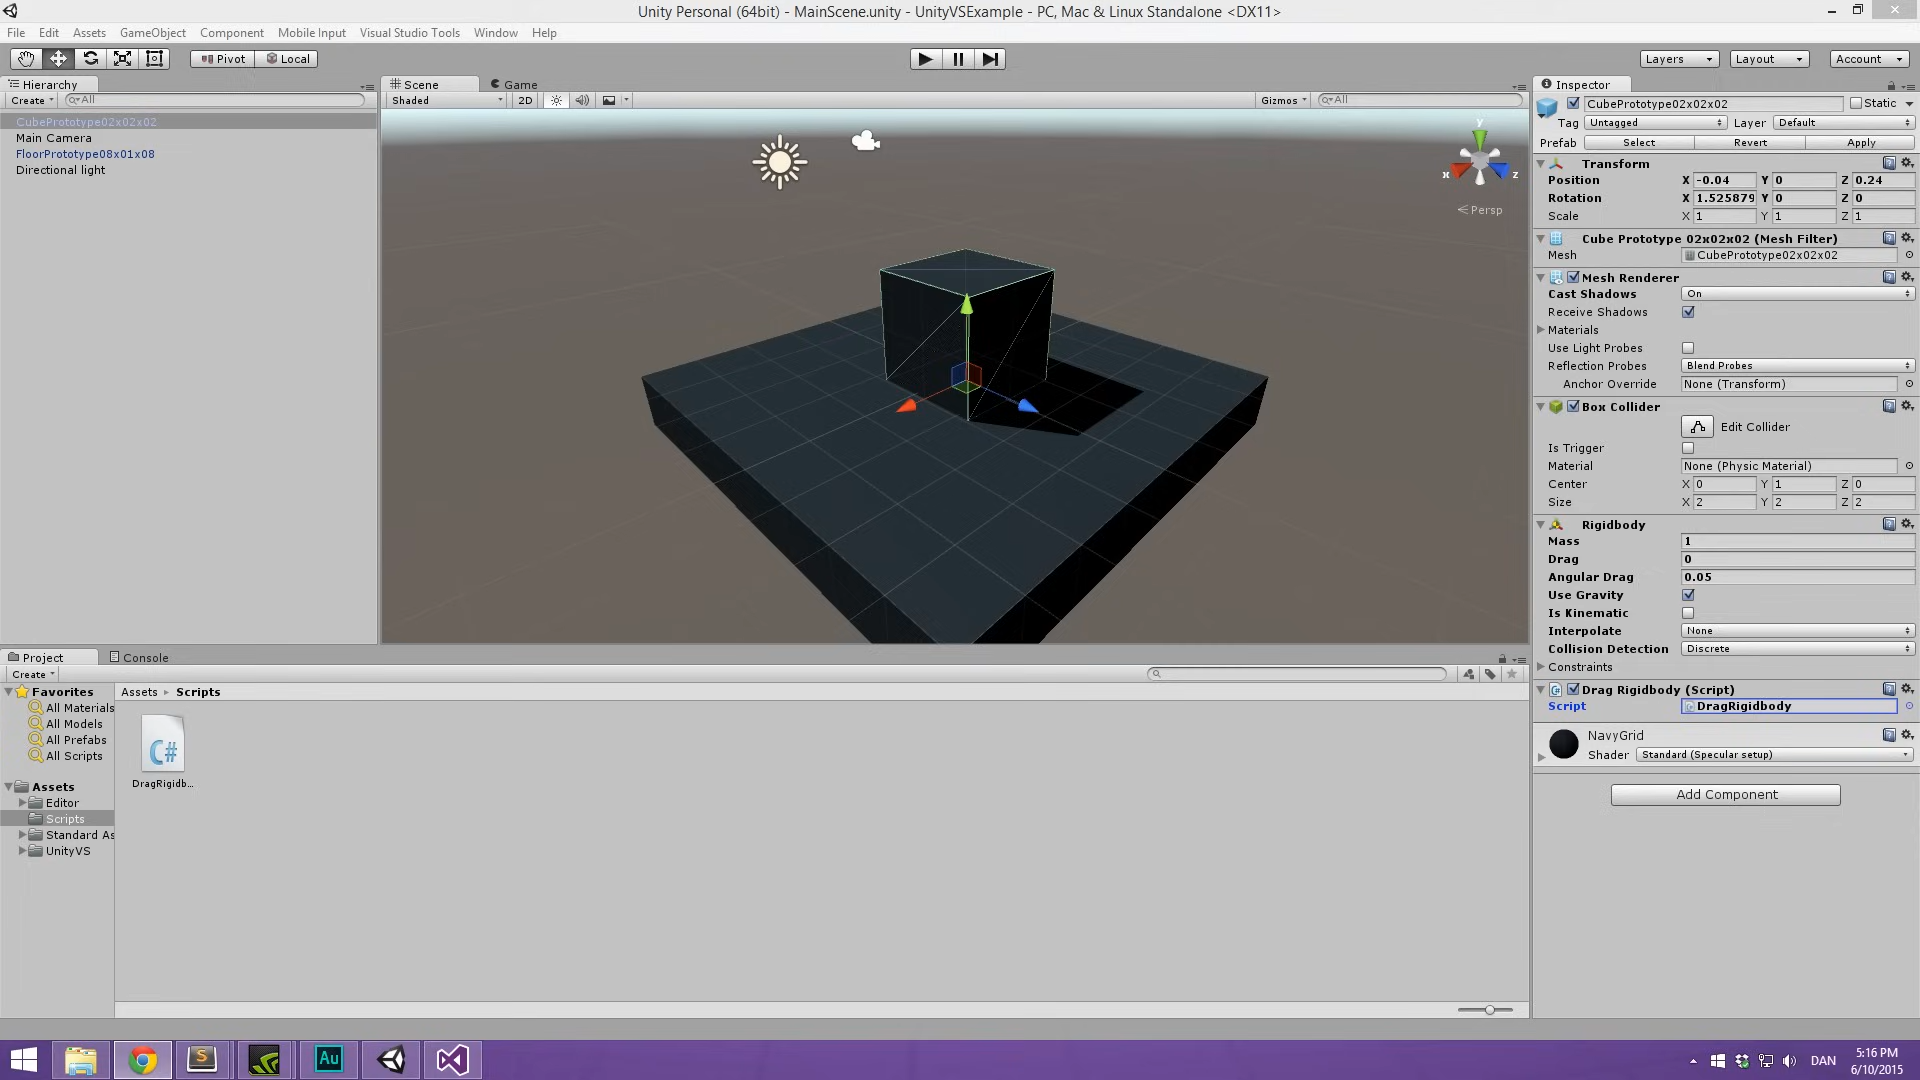 Unity Personal (64bit) - MainScene.unity - UnityVSExample - PC, Mac & Linux Standalone <DX11>
File Edit Assets GameObject Component Mobile Input Visual Studio Tools Window Help
Pivot Local Layers Layout Account
Hierarchy
Create All
CubePrototype02x02x02
Main Camera
FloorPrototype08x01x08
Directional light
Scene Game
Shaded 2D Gizmos All
y
x z
Persp
Inspector
CubePrototype02x02x02 Static
Tag Untagged Layer Default
Prefab Select Revert Apply
Transform
Position X -0.04 Y 0 Z 0.24
Rotation X 1.525879 Y 0 Z 0
Scale X 1 Y 1 Z 1
Cube Prototype 02x02x02 (Mesh Filter)
Mesh CubePrototype02x02x02
Mesh Renderer
Cast Shadows On
Receive Shadows
Materials
Use Light Probes
Reflection Probes Blend Probes
Anchor Override None (Transform)
Box Collider
Edit Collider
Is Trigger
Material None (Physic Material)
Center X 0 Y 1 Z 0
Size X 2 Y 2 Z 2
Rigidbody
Mass 1
Drag 0
Angular Drag 0.05
Use Gravity
Is Kinematic
Interpolate None
Collision Detection Discrete
Constraints
Drag Rigidbody (Script)
Script DragRigidbody
NavyGrid
Shader Standard (Specular setup)
Add Component
Project Console
Create
Favorites
All Materials
All Models
All Prefabs
All Scripts
Assets
Editor
Scripts
Standard As
UnityVS
Assets Scripts
C#
DragRigidb...
S
Au
DAN
5:16 PM
6/10/2015